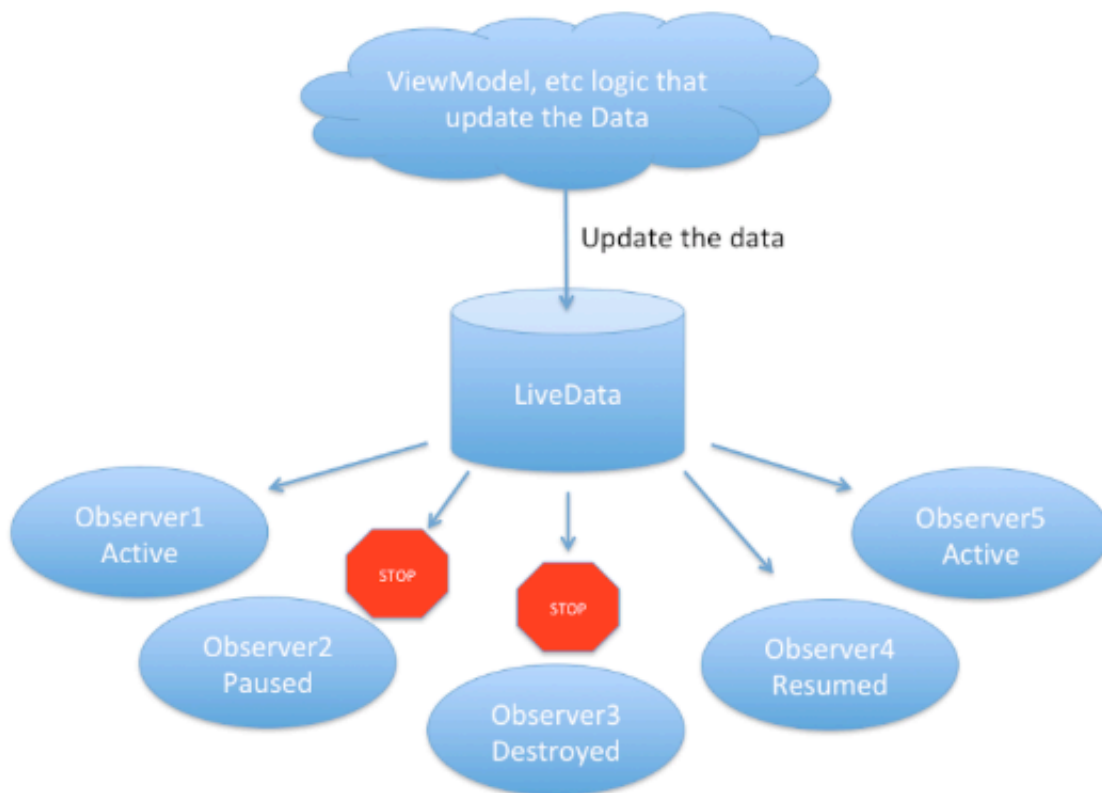 ViewModel, etc logic that
update the Data
Update the data
LiveData
Observer1
Active
STOP
Observer2
Paused
STOP
Observer3
Destroyed
Observer4
Resumed
Observer5
Active